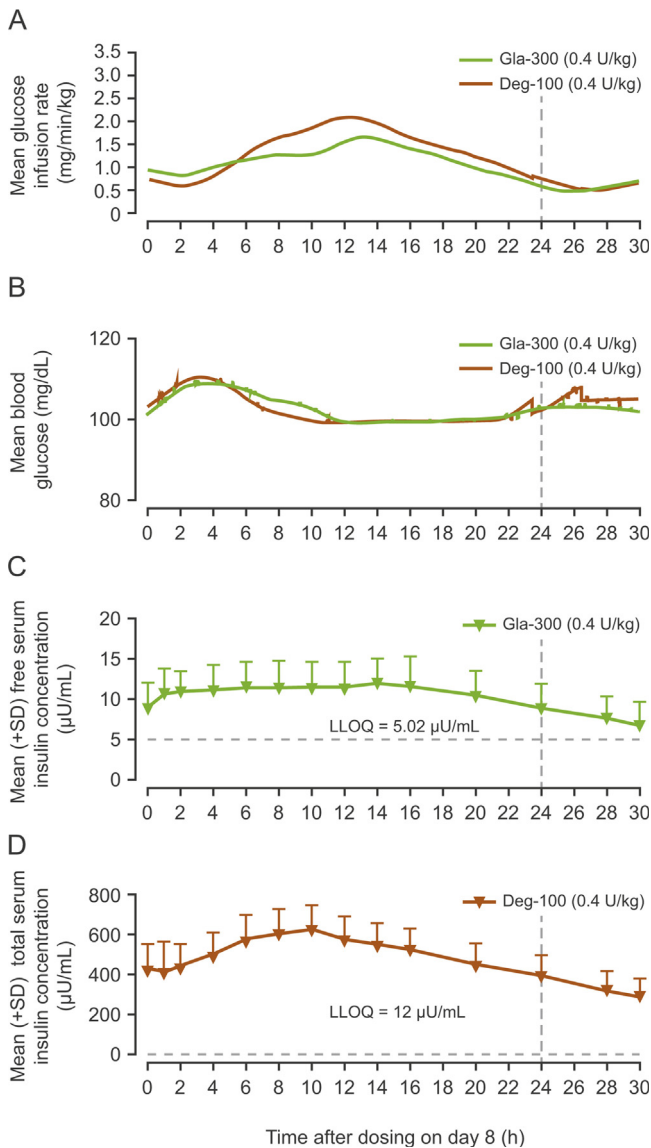 A
Mean glucose
infusion rate
(mg/min/kg)
3.5
3.0
2.5
2.0
1.5
1.0
0.5
0
Gla-300 (0.4 U/kg)
Deg-100 (0.4 U/kg)
0 2 4 6 8 10 12 14 16 18 20 22 24 26 28 30
B
Mean blood
glucose (mg/dL)
120
100
80
Gla-300 (0.4 U/kg)
Deg-100 (0.4 U/kg)
0 2 4 6 8 10 12 14 16 18 20 22 24 26 28 30
C
Mean (+SD) free serum
insulin concentration
(µU/mL)
20
15
10
5
0
Gla-300 (0.4 U/kg)
LLOQ = 5.02 µU/mL
0 2 4 6 8 10 12 14 16 18 20 22 24 26 28 30
D
Mean (+SD) total serum
insulin concentration
(µU/mL)
800
600
400
200
0
Deg-100 (0.4 U/kg)
LLOQ = 12 µU/mL
0 2 4 6 8 10 12 14 16 18 20 22 24 26 28 30
Time after dosing on day 8 (h)